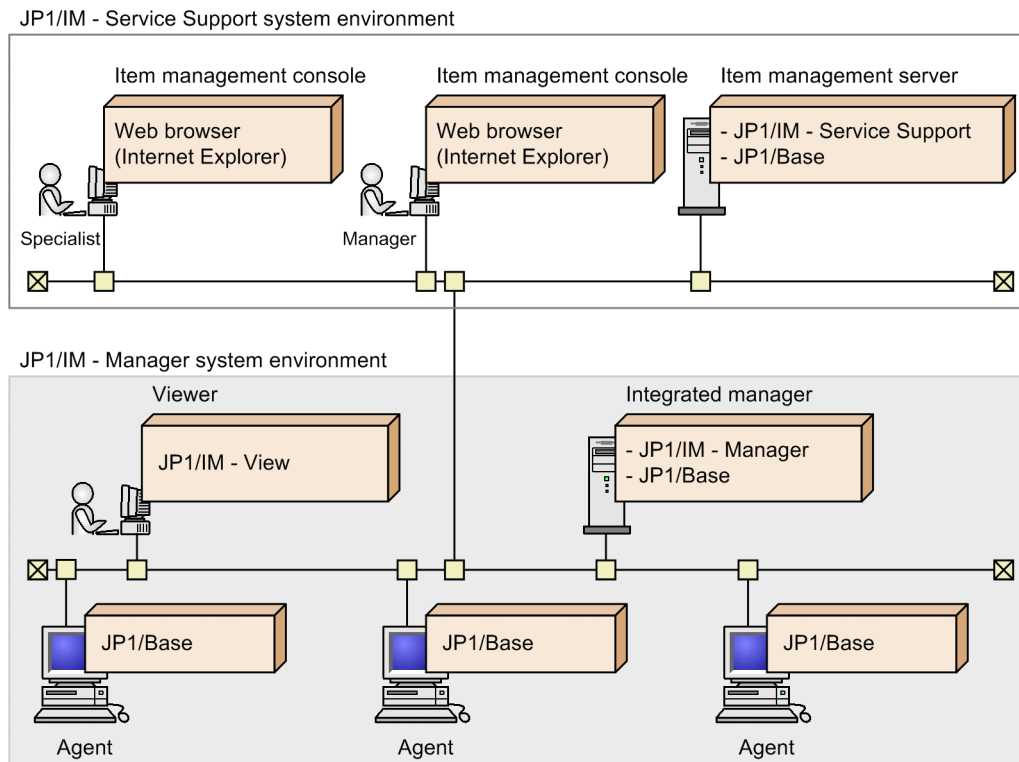 JP1/IM - Service Support system environment
Item management console
Item management console
Item management server
Web browser
(Internet Explorer)
Web browser
(Internet Explorer)
- JP1/IM - Service Support
- JP1/Base
Specialist
Manager
JP1/IM - Manager system environment
Viewer
Integrated manager
JP1/IM - View
- JP1/IM - Manager
- JP1/Base
JP1/Base
JP1/Base
JP1/Base
Agent
Agent
Agent